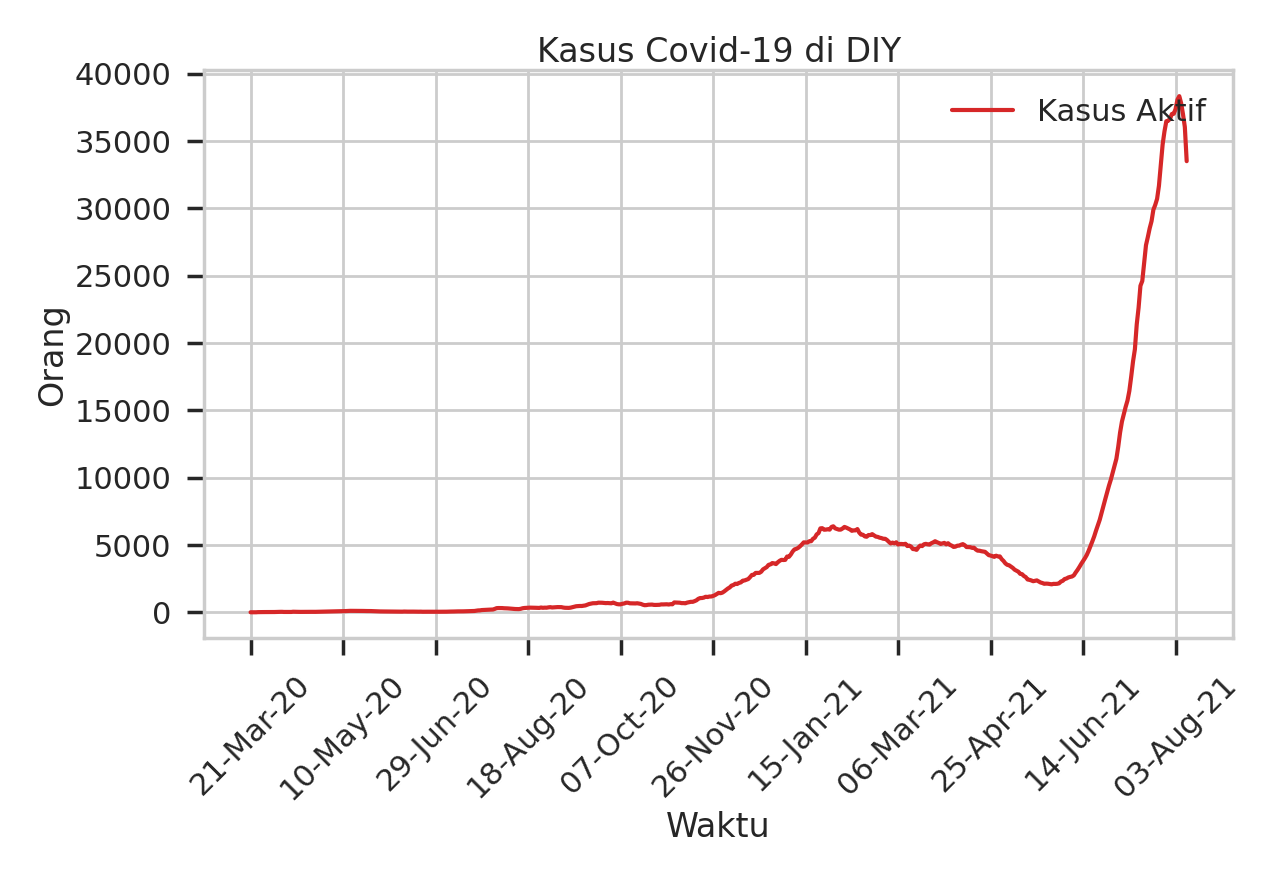 Kasus Covid-19 di DIY
Kasus Aktif
40000
35000
30000
25000
20000
15000
10000
5000
0
Orang
21-Mar-20
10-May-20
29-Jun-20
18-Aug-20
07-Oct-20
26-Nov-20
15-Jan-21
06-Mar-21
25-Apr-21
14-Jun-21
03-Aug-21
Waktu